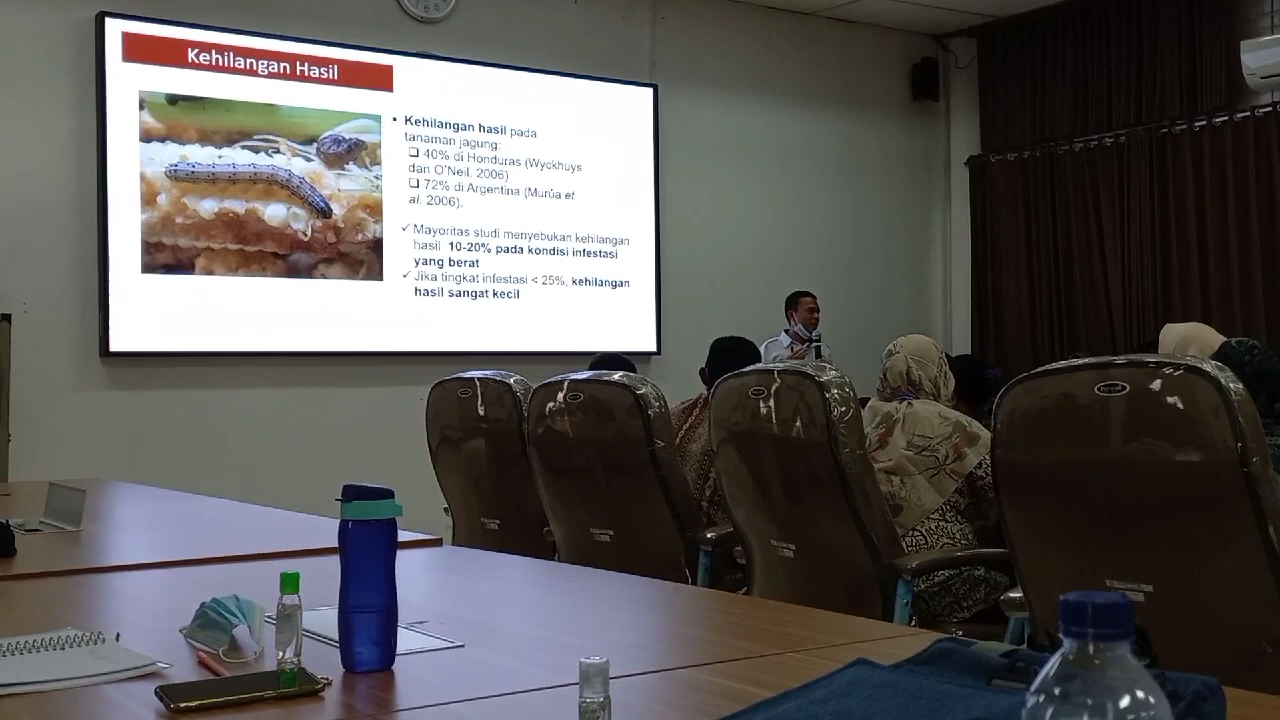 Kehilangan Hasil
▪ Kehilangan hasil pada
tanaman jagung:
❑ 40% di Honduras (Wyckhuys
dan O'Neil. 2006)
❑ 72% di Argentina (Murúa et
al. 2006).
✓ Mayoritas studi menyebukan kehilangan
hasil 10-20% pada kondisi infestasi
yang berat
✓ Jika tingkat infestasi < 25%, kehilangan
hasil sangat kecil